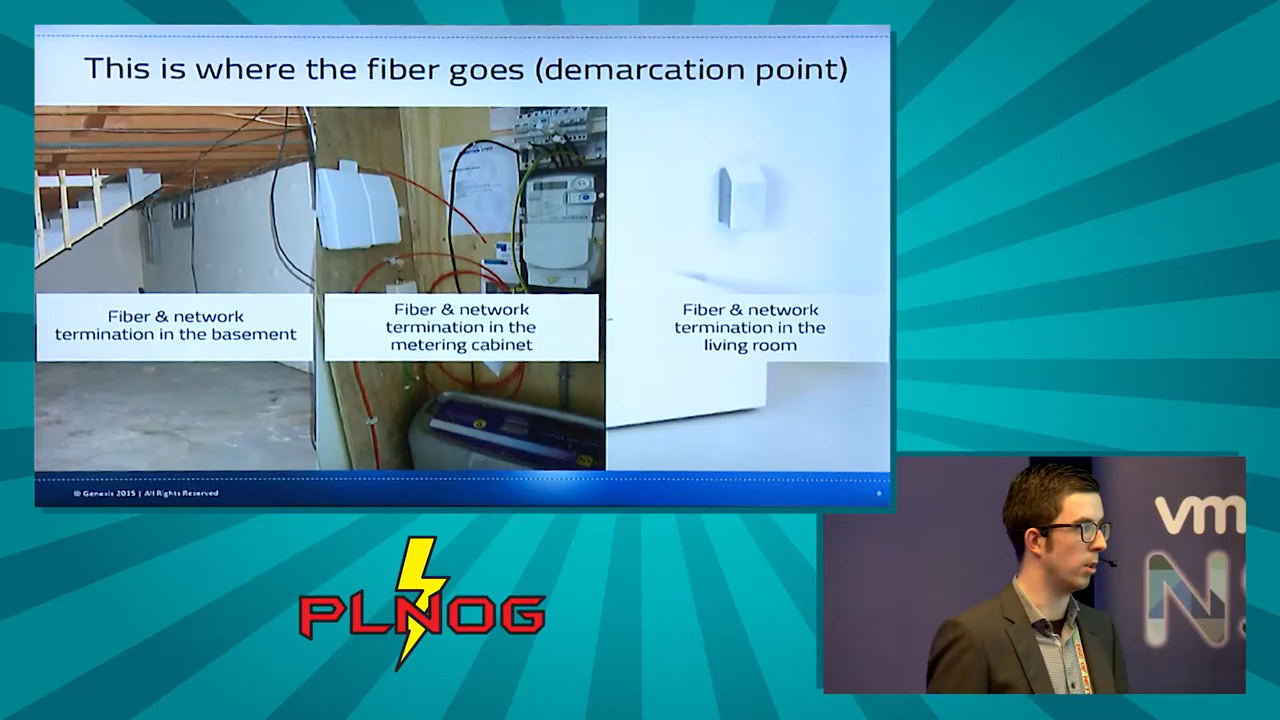 This is where the fiber goes (demarcation point)
Fiber & network
termination in the basement
Fiber & network
termination in the
metering cabinet
Fiber & network
termination in the
living room
© Genexis 2015 | All Rights Reserved
PLNOG
vm